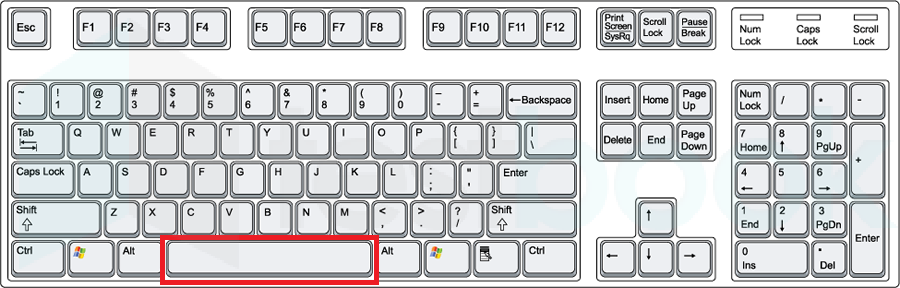 Esc F1 F2 F3 F4 F5 F6 F7 F8 F9 F10 F11 F12 Print Screen SysRq Scroll Lock Pause Break Num Lock Caps Lock Scroll Lock
~ ` ! 1 @ 2 # 3 $ 4 % 5 ^ 6 & 7 * 8 ( 9 ) 0 _ - + = ←Backspace Insert Home Page Up Num Lock / * -
Tab Q W E R T Y U I O P { [ } ] | \ Delete End Page Down 7 Home 8 ↑ 9 PgUp +
Caps Lock A S D F G H J K L : ; " ' Enter 4 ← 5 6 →
Shift ⇧ Z X C V B N M < , > . ? / Shift ⇧ ↑ 1 End 2 ↓ 3 PgDn Enter
Ctrl Alt Alt Ctrl ← ↓ → 0 Ins . Del